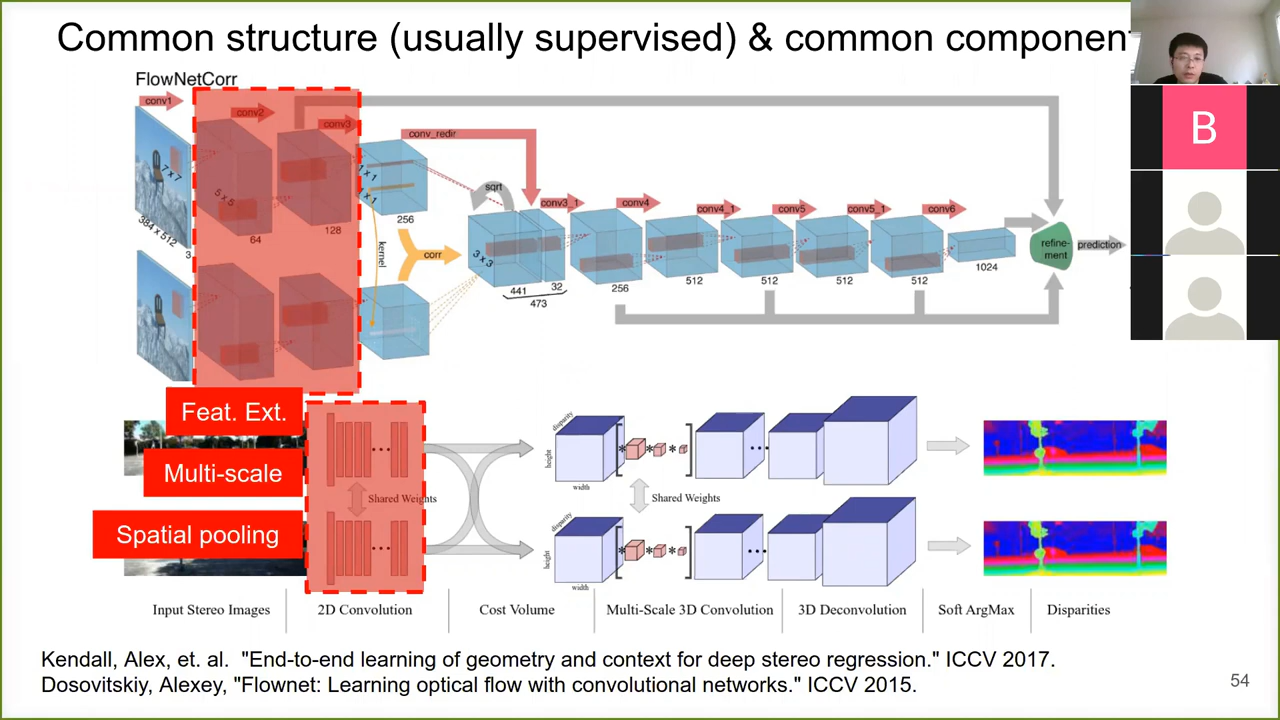 Common structure (usually supervised) & common component
FlowNetCorr
conv1
conv2
conv3
conv_redir
sqrt
conv3_1
conv4
conv4_1
conv5
conv5_1
conv6
7 x 7
5 x 5
1 x 1
1 x 1
3 x 3
384 x 512
3
64
128
256
kernel
corr
441
32
473
256
512
512
512
512
1024
refine-
ment
prediction
B
Feat. Ext.
Multi-scale
Spatial pooling
Shared Weights
disparity
height
width
* * *
Shared Weights
disparity
height
width
* * *
Input Stereo Images
2D Convolution
Cost Volume
Multi-Scale 3D Convolution
3D Deconvolution
Soft ArgMax
Disparities
Kendall, Alex, et. al. "End-to-end learning of geometry and context for deep stereo regression." ICCV 2017.
Dosovitskiy, Alexey, "Flownet: Learning optical flow with convolutional networks." ICCV 2015.
54